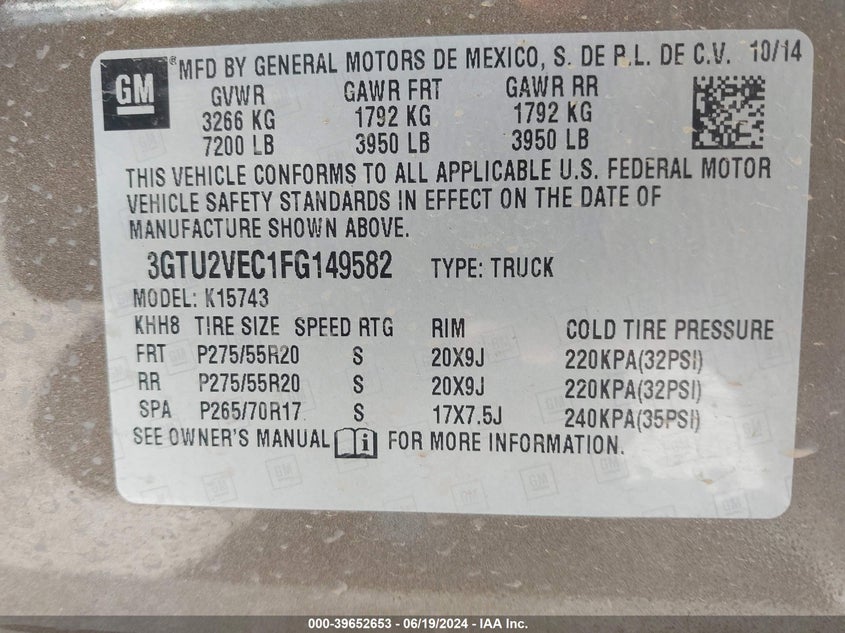 GM
® MFD BY GENERAL MOTORS DE MEXICO, S. DE R.L. DE C.V. 10/14
GVWR GAWR FRT GAWR RR
3266 KG 1792 KG 1792 KG
7200 LB 3950 LB 3950 LB
THIS VEHICLE CONFORMS TO ALL APPLICABLE U.S. FEDERAL MOTOR
VEHICLE SAFETY STANDARDS IN EFFECT ON THE DATE OF
MANUFACTURE SHOWN ABOVE.
3GTU2VEC1FG149582 TYPE: TRUCK
MODEL: K15743
KHH8 TIRE SIZE SPEED RTG RIM COLD TIRE PRESSURE
FRT P275/55R20 S 20X9J 220KPA(32PSI)
RR P275/55R20 S 20X9J 220KPA(32PSI)
SPA P265/70R17 S 17X7.5J 240KPA(35PSI)
SEE OWNER'S MANUAL i FOR MORE INFORMATION.
000-39652653 - 06/19/2024 - IAA Inc.